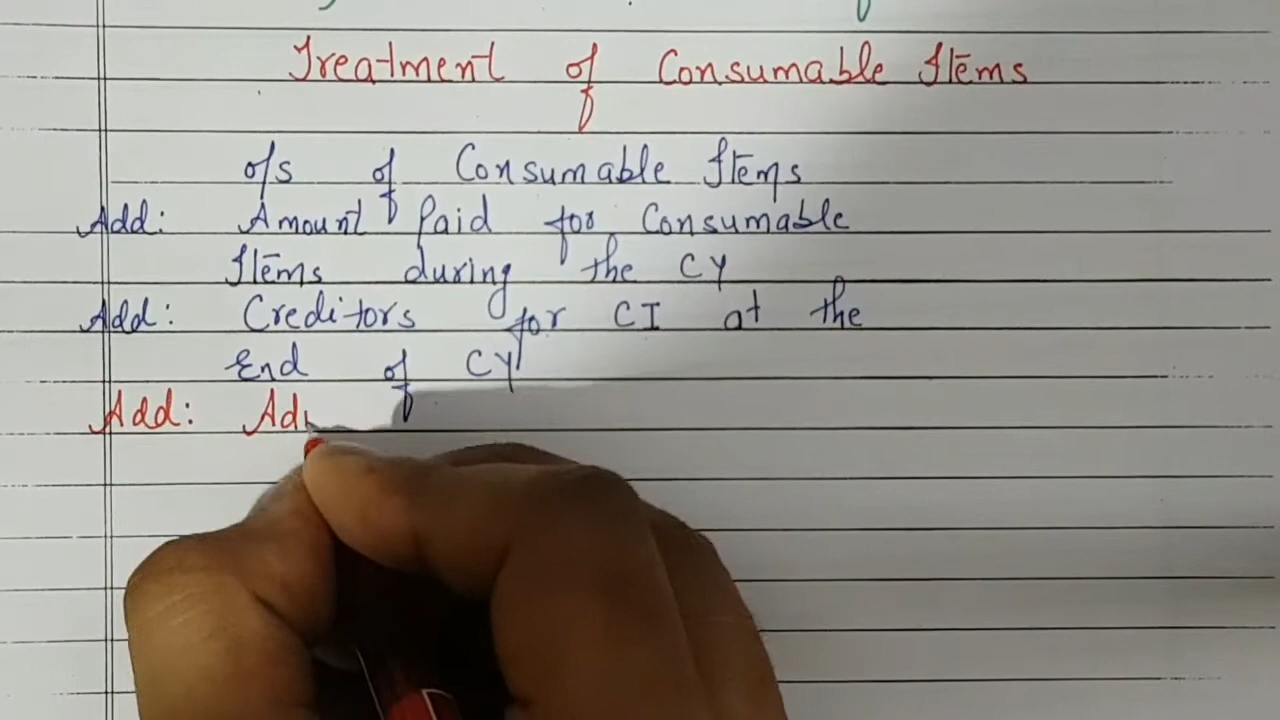 Treatment of Consumable Items
o/s of Consumable Items
Add: Amount Paid for Consumable
Items during the CY
Add: Creditors for CI at the
End of CY
Add: